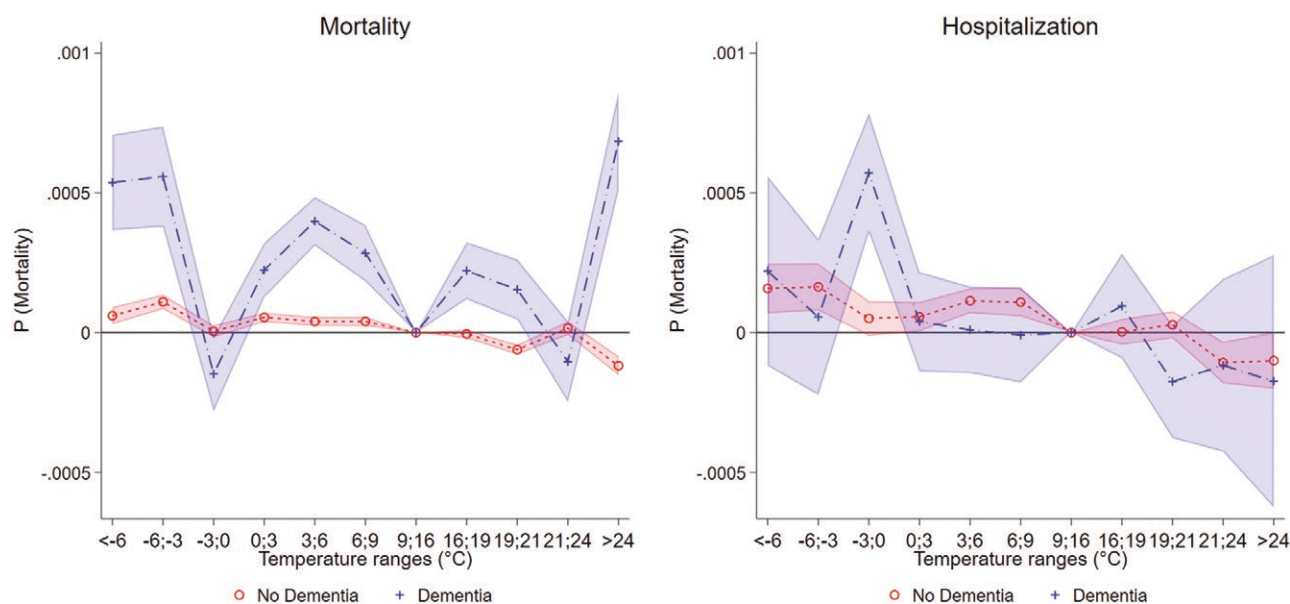 Mortality
.001
.0005
0
-.0005
P (Mortality)
<-6 -6;-3 -3;0 0;3 3;6 6;9 9;16 16;19 19;21 21;24 >24
Temperature ranges (°C)
No Dementia Dementia
Hospitalization
.001
.0005
0
-.0005
P (Mortality)
<-6 -6;-3 -3;0 0;3 3;6 6;9 9;16 16;19 19;21 21;24 >24
Temperature ranges (°C)
No Dementia Dementia